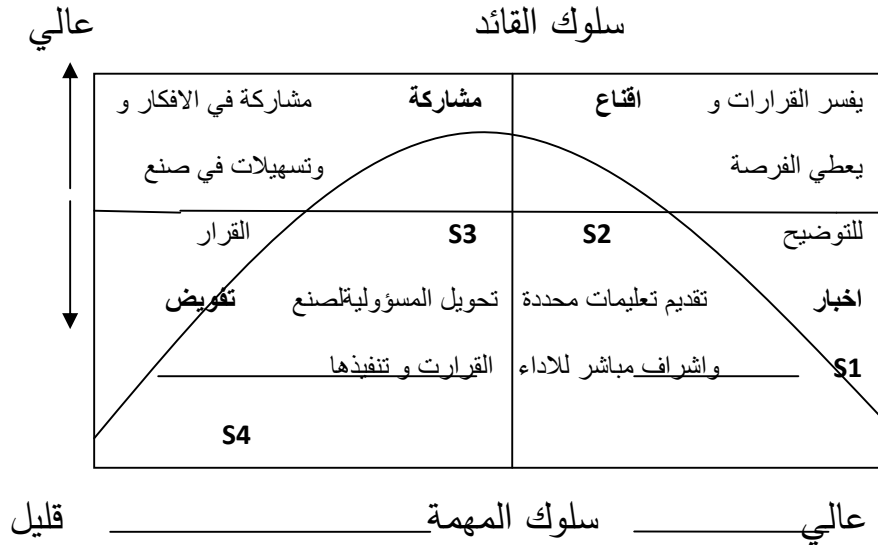 سلوك القائد عالي
يفسر القرارات و اقناع مشاركة مشاركة في الافكار و
يعطي الفرصة وتسهيلات في صنع
للتوضيح S2 S3 القرار
اخبار تقديم تعليمات محددة تحويل المسؤوليةلصنع تفويض
S1 واشراف مباشر للاداء القرارت و تنفيذها
S4
عالي سلوك المهمة قليل